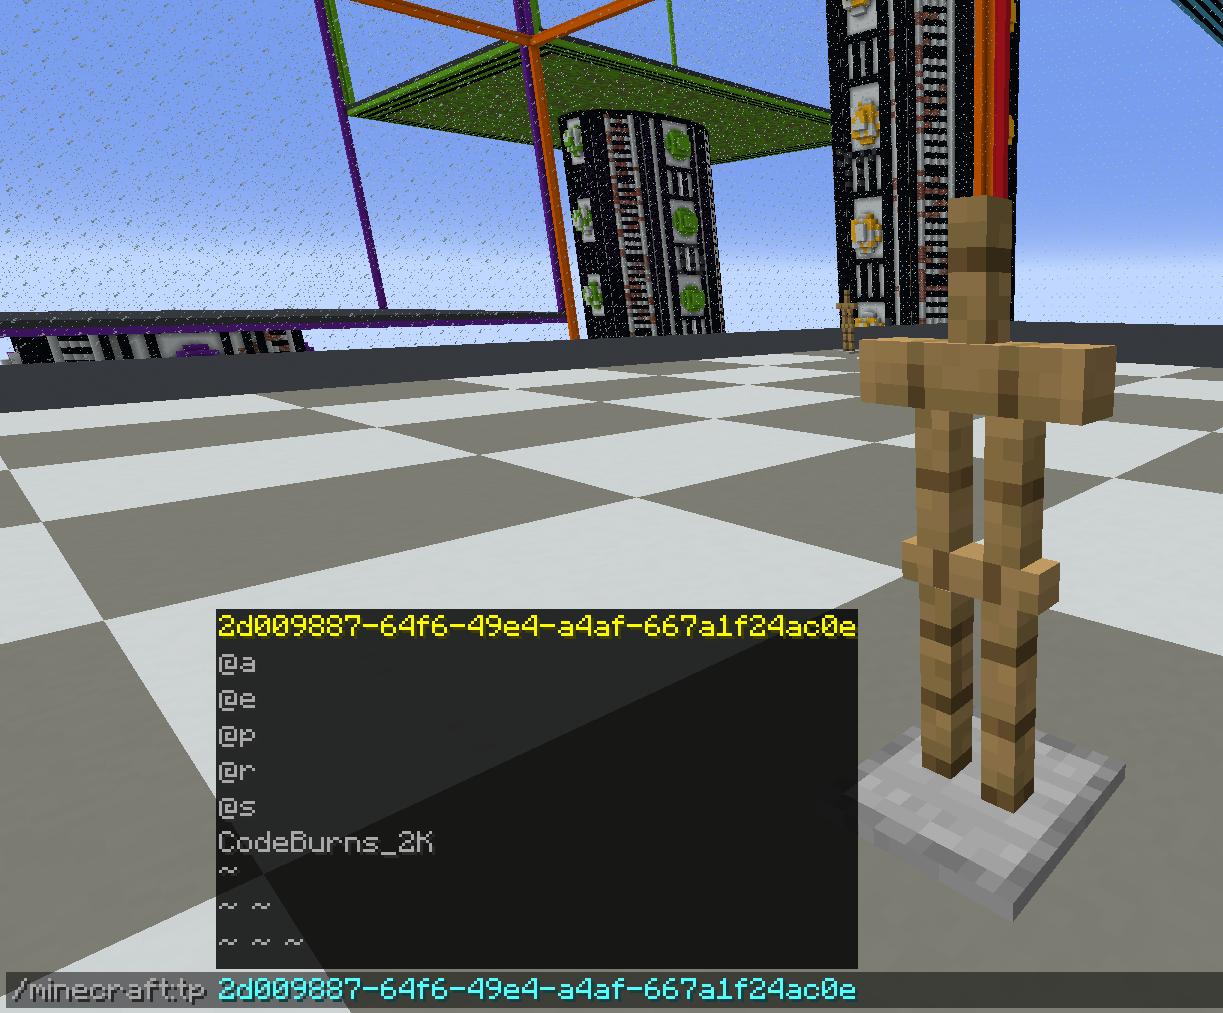 2d009887-64f6-49e4-a4af-667a1f24ac0e
@a
@e
@p
@r
@s
CodeBurns_2K
~
~ ~
~ ~ ~
/minecraft:tp 2d009887-64f6-49e4-a4af-667a1f24ac0e